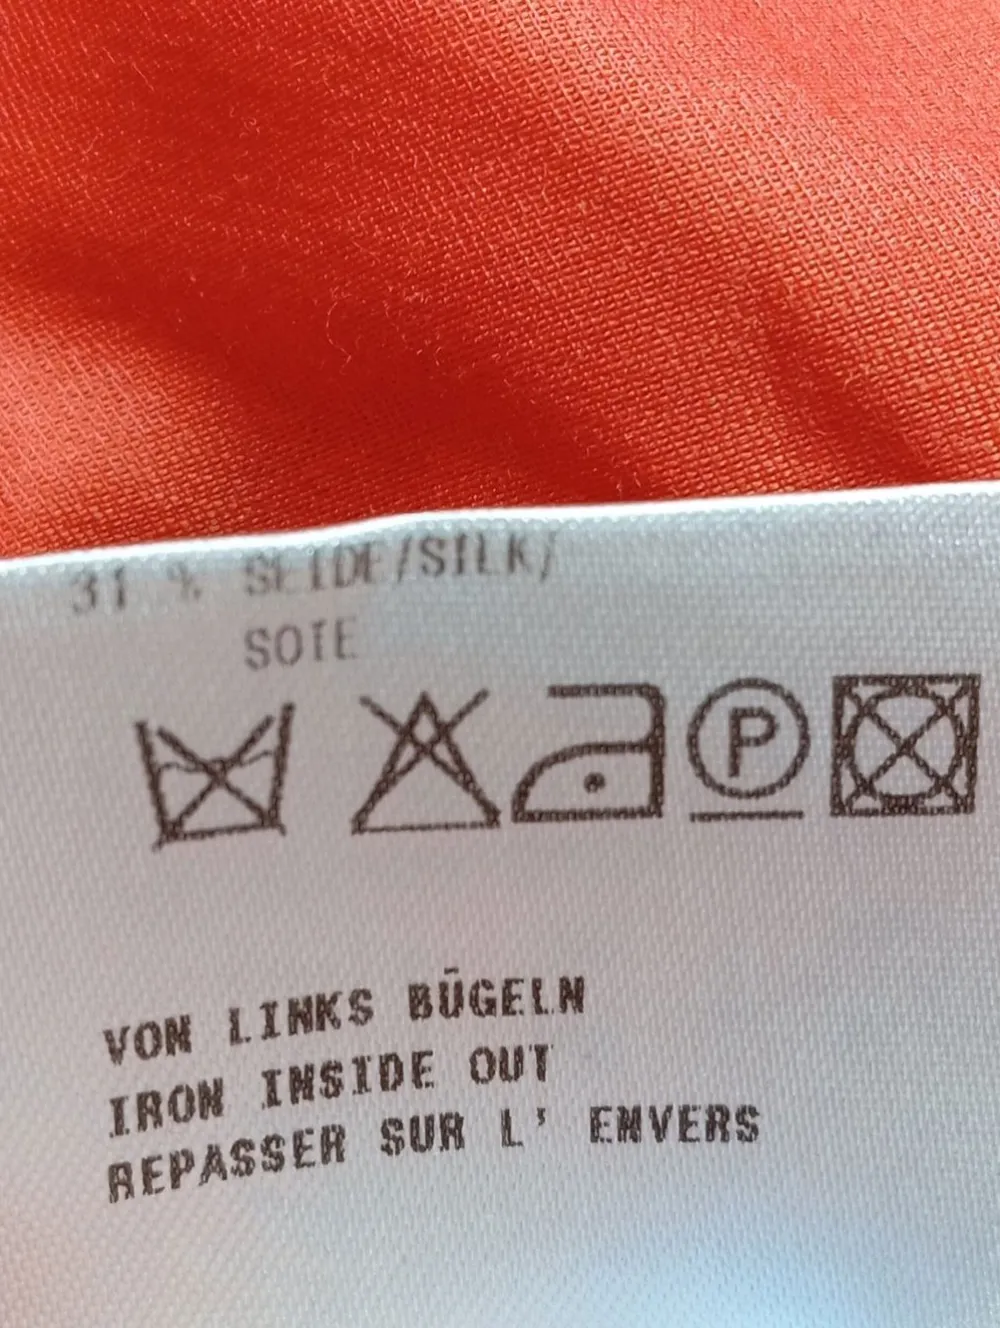 31 % SEIDE/SILK/
SOIE
P
VON LINKS BÜGELN
IRON INSIDE OUT
REPASSER SUR L' ENVERS